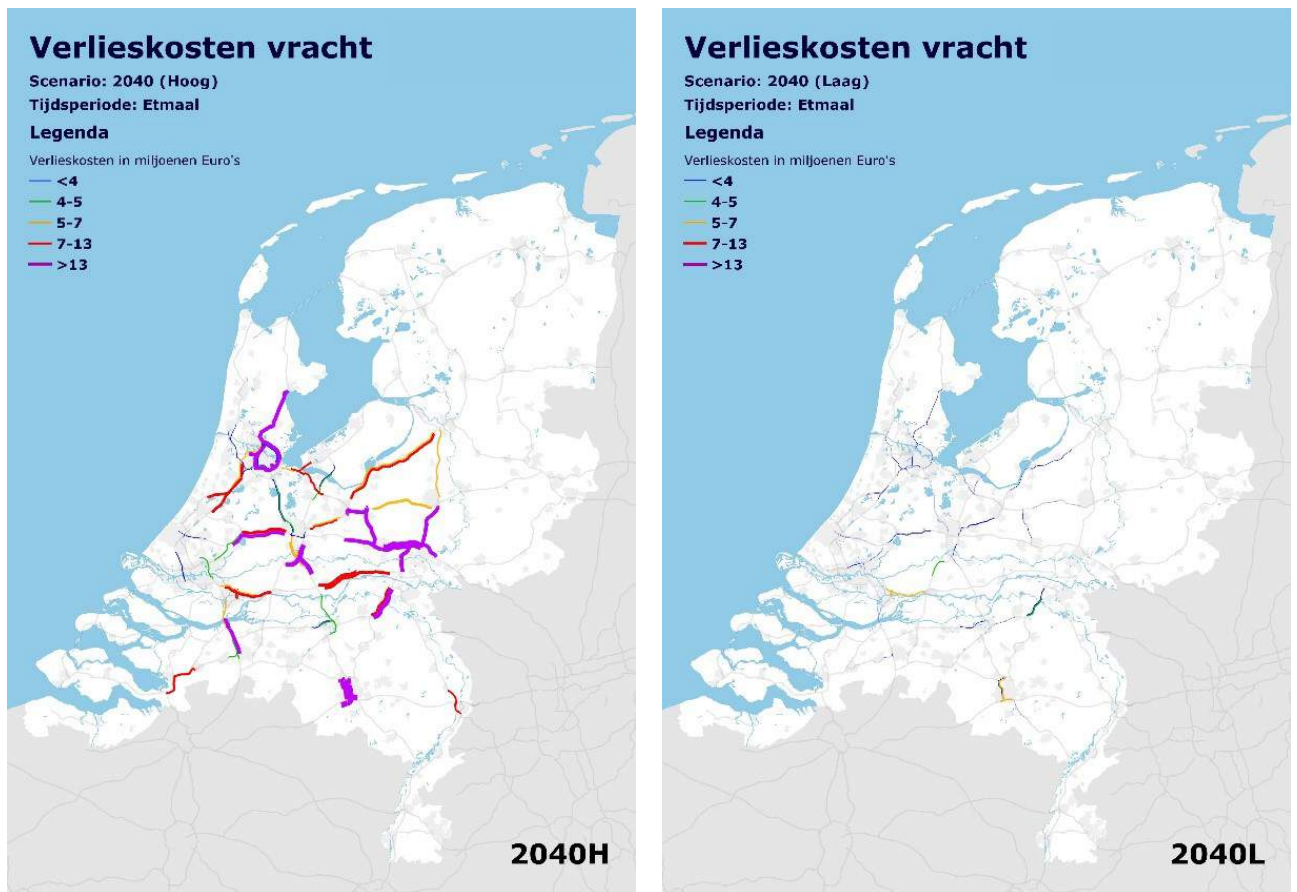 Verlieskosten vracht
Scenario: 2040 (Hoog)
Tijdsperiode: Etmaal
Legenda
Verlieskosten in miljoenen Euro's
<4
4-5
5-7
7-13
>13
2040H
Verlieskosten vracht
Scenario: 2040 (Laag)
Tijdsperiode: Etmaal
Legenda
Verlieskosten in miljoenen Euro's
<4
4-5
5-7
7-13
>13
2040L